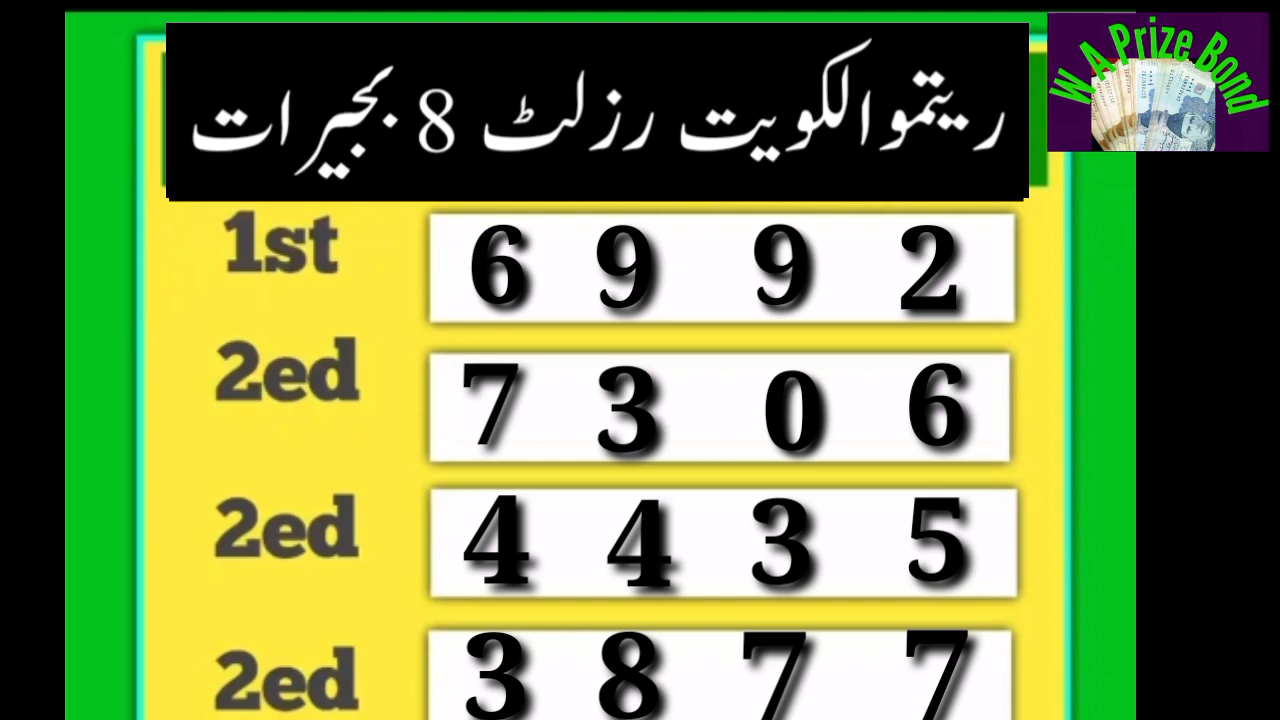 ریتموالکویت رزلٹ 8 بجیرات
W A Prize Bond
1st 6 9 9 2
2ed 7 3 0 6
2ed 4 4 3 5
2ed 3 8 7 7